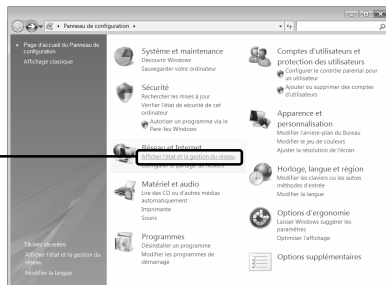 Panneau de configuration
Page d'accueil du Panneau de
configuration
Affichage classique
Tâches récentes
Afficher l'état et la gestion du
réseau
Modifier la langue
Système et maintenance
Découvrir Windows
Sauvegarder votre ordinateur
Sécurité
Rechercher les mises à jour
Vérifier l'état de sécurité de cet
ordinateur
Autoriser un programme via le
Pare-feu Windows
Réseau et Internet
Afficher l'état et la gestion du réseau
Configurer le partage de fichiers
Matériel et audio
Lire des CD ou d'autres médias
automatiquement
Imprimante
Souris
Programmes
Désinstaller un programme
Modifier les programmes de
démarrage
Comptes d'utilisateurs et
protection des utilisateurs
Configurer le contrôle parental pour
un utilisateur
Ajouter ou supprimer des comptes
d'utilisateurs
Apparence et
personnalisation
Modifier l'arrière-plan du Bureau
Modifier le jeu de couleurs
Ajuster la résolution de l'écran
Horloge, langue et région
Modifier les claviers ou les autres
méthodes d'entrée
Modifier la langue
Options d'ergonomie
Laisser Windows suggérer les
paramètres
Optimiser l'affichage
Options supplémentaires